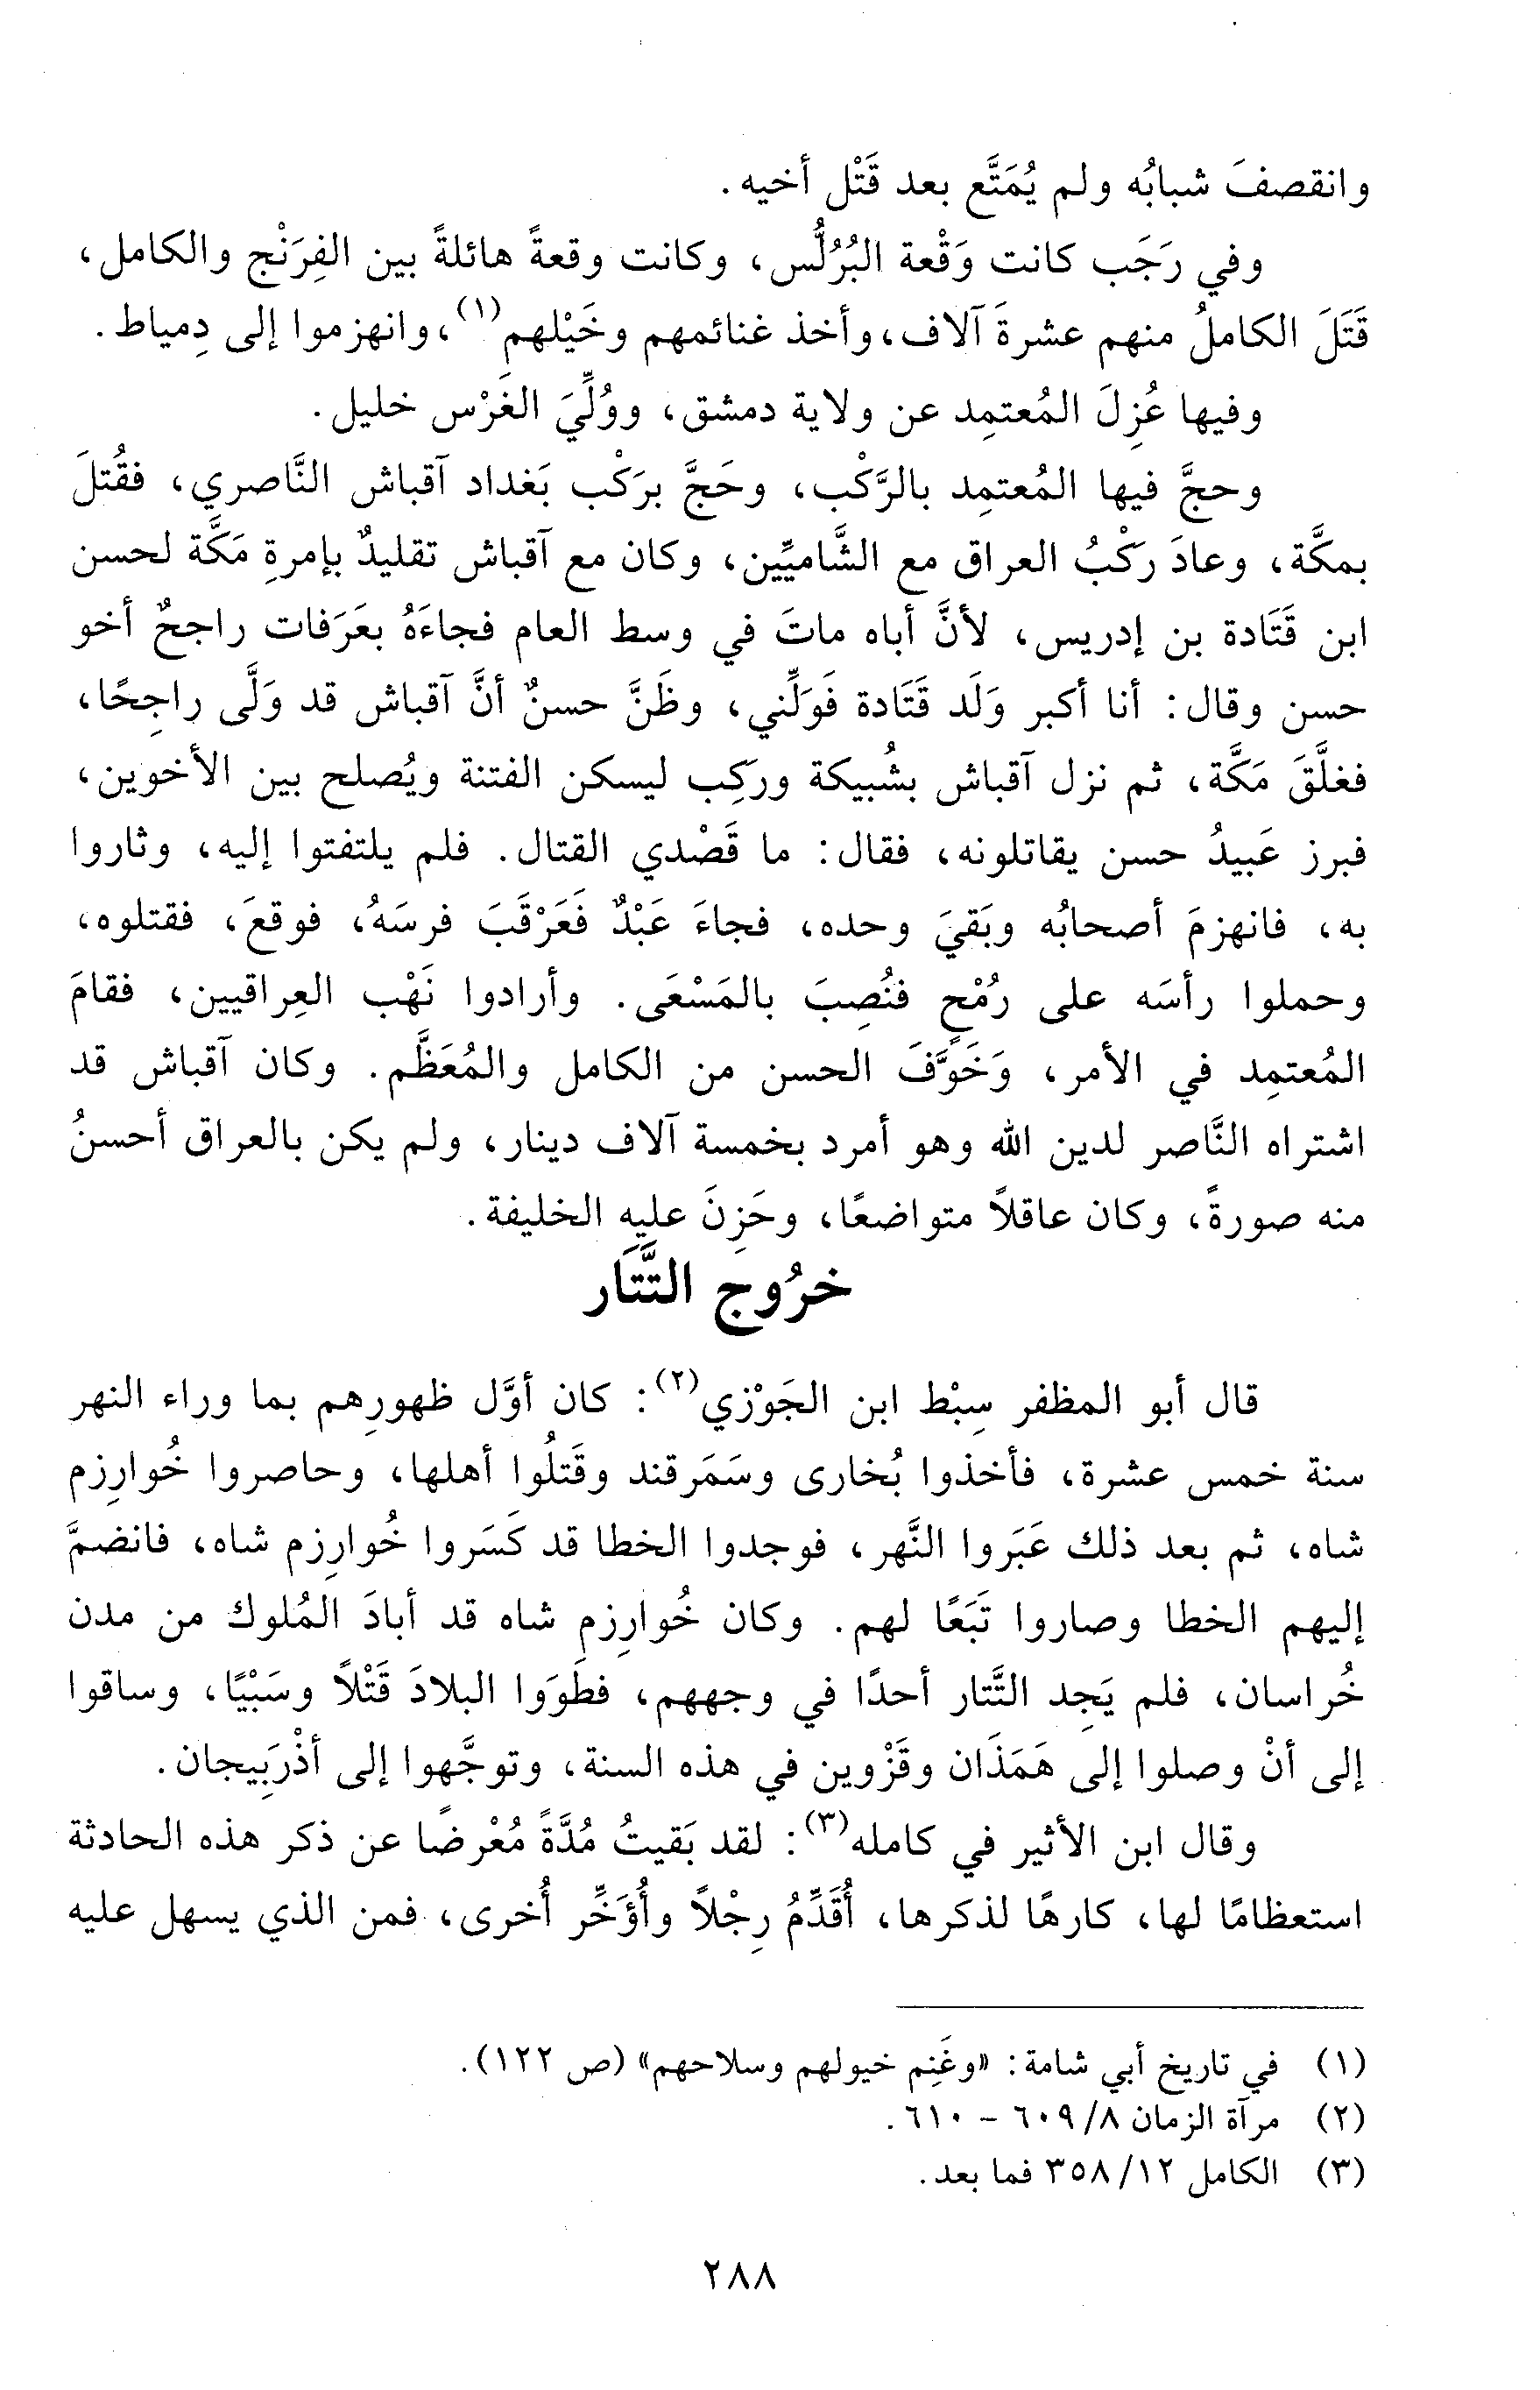 وانقصفَ شبابُه ولم يُمَتَّع بعد قَتْل أخيه.
وفي رَجَب كانت وَقْعة البُرُلُّس، وكانت وقعةً هائلةً بين الفِرَنْج والكامل،
قَتَلَ الكاملُ منهم عشرةَ آلاف، وأخذ غنائمهم وخَيْلهم(١)، وانهزموا إلى دِمياط.
وفيها عُزِلَ المُعتمِد عن ولاية دمشق، ووُلِّيَ الغَرْس خليل.
وحجَّ فيها المُعتمِد بالرَّكْب، وحَجَّ برَكْب بَغداد آقباش النَّاصري، فقُتلَ
بمكَّة، وعادَ رَكْبُ العراق مع الشَّاميِّين، وكان مع آقباش تقليدٌ بإمرةِ مَكَّة لحسن
ابن قَتَادة بن إدريس، لأنَّ أباه ماتَ في وسط العام فجاءَهُ بعَرَفات راجحٌ أخو
حسن وقال: أنا أكبر وَلَد قَتَادة فَوَلِّني، وظَنَّ حسنٌ أنَّ آقباش قد وَلَّى راجِحًا،
فغلَّقَ مَكَّة، ثم نزل آقباش بشُبيكة وركِب ليسكن الفتنة ويُصلح بين الأخوين،
فبرز عَبيدُ حسن يقاتلونه، فقال: ما قَصْدي القتال. فلم يلتفتوا إليه، وثاروا
به، فانهزمَ أصحابُه وبَقيَ وحده، فجاءَ عَبْدٌ فَعَرْقَبَ فرسَهُ، فوقعَ، فقتلوه،
وحملوا رأسَه على رُمْحٍ فنُصِبَ بالمَسْعَى. وأرادوا نَهْب العِراقيين، فقامَ
المُعتمِد في الأمر، وَخَوَّفَ الحسن من الكامل والمُعَظَّم. وكان آقباش قد
اشتراه النَّاصر لدين الله وهو أمرد بخمسة آلاف دينار، ولم يكن بالعراق أحسنُ
منه صورةً، وكان عاقلاً متواضعًا، وحَزِنَ عليه الخليفة.
خرُوج التَّتَار
قال أبو المظفر سِبْط ابن الجَوْزي(٢): كان أوَّل ظهورِهم بما وراء النهر
سنة خمس عشرة، فأخذوا بُخارى وسَمَرقند وقَتلُوا أهلها، وحاصروا خُوارِزم
شاه، ثم بعد ذلك عَبَروا النَّهر، فوجدوا الخطا قد كَسَروا خُوارِزم شاه، فانضمَّ
إليهم الخطا وصاروا تَبَعًا لهم. وكان خُوارِزم شاه قد أبادَ المُلوك من مدن
خُراسان، فلم يَجِد التَّتار أحدًا في وجههم، فطَوَوا البلادَ قَتْلاً وسَبْيًا، وساقوا
إلى أنْ وصلوا إلى هَمَذَان وقَزْوين في هذه السنة، وتوجَّهوا إلى أذْرَبِيجان.
وقال ابن الأثير في كامله(٣): لقد بَقيتُ مُدَّةً مُعْرضًا عن ذكر هذه الحادثة
استعظامًا لها، كارهًا لذكرها، أُقَدِّمُ رِجْلاً وأُؤَخِّر أُخرى، فمن الذي يسهل عليه
(١) في تاريخ أبي شامة: «وغَنِم خيولهم وسلاحهم» (ص ١٢٢).
(٢) مرآة الزمان ٨/ ٦٠٩ - ٦١٠.
(٣) الكامل ١٢/ ٣٥٨ فما بعد.
٢٨٨